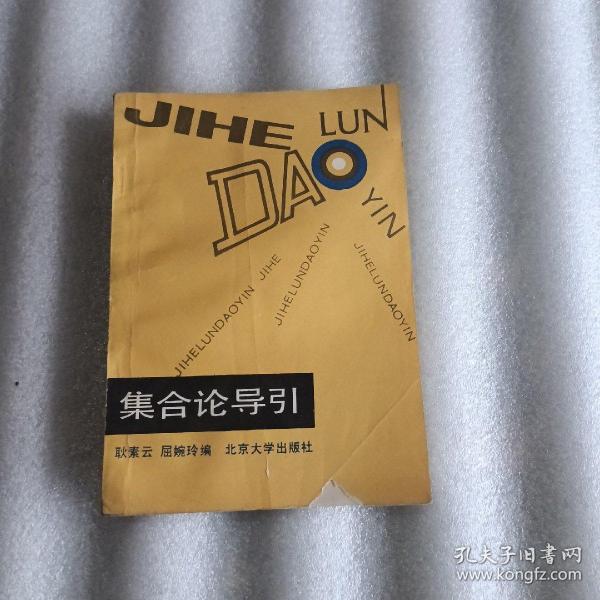 JIHE LUN
DAO YIN
JIHELUNDAOYIN JIHE
JIHELUNDAOYIN
JIHELUNDAOYIN
集合论导引
耿素云 屈婉玲编 北京大学出版社
孔夫子旧书网
www.kongfz.com